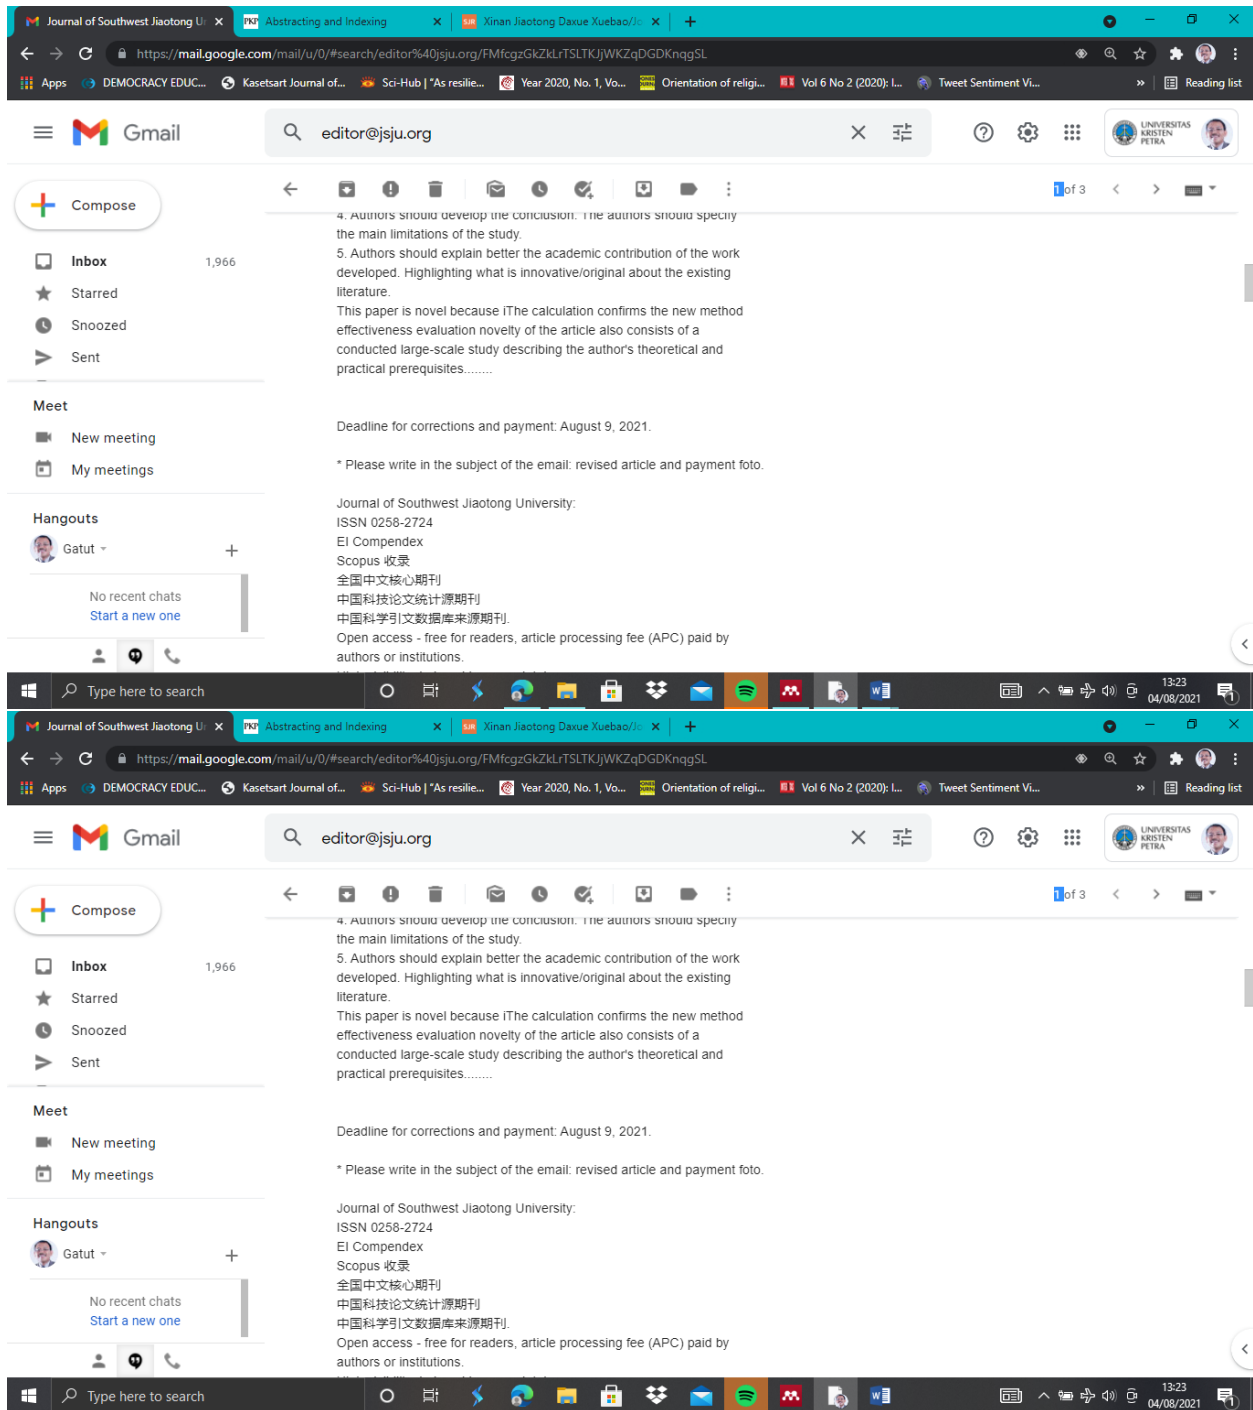 Journal of Southwest Jiaotong Ur
PKP Abstracting and Indexing
SJR Xinan Jiaotong Daxue Xuebao/Jo
https://mail.google.com/mail/u/0/#search/editor%40jsju.org/FMfcgzGkZkLrTSLTKJjWKZqDGDKnqgSL
Apps DEMOCRACY EDUC... Kasetsart Journal of... Sci-Hub | "As resilie... Year 2020, No. 1, Vo... Orientation of religi... Vol 6 No 2 (2020): I... Tweet Sentiment Vi... » Reading list
Gmail
editor@jsju.org
UNIVERSITAS
KRISTEN
PETRA
Compose
1 of 3
Inbox 1,966
Starred
Snoozed
Sent
Meet
New meeting
My meetings
Hangouts
Gatut
No recent chats
Start a new one
4. Authors should develop the conclusion. The authors should specify
the main limitations of the study.
5. Authors should explain better the academic contribution of the work
developed. Highlighting what is innovative/original about the existing
literature.
This paper is novel because iThe calculation confirms the new method
effectiveness evaluation novelty of the article also consists of a
conducted large-scale study describing the author's theoretical and
practical prerequisites........
Deadline for corrections and payment: August 9, 2021.
* Please write in the subject of the email: revised article and payment foto.
Journal of Southwest Jiaotong University:
ISSN 0258-2724
EI Compendex
Scopus 收录
全国中文核心期刊
中国科技论文统计源期刊
中国科学引文数据库来源期刊.
Open access - free for readers, article processing fee (APC) paid by
authors or institutions.
Type here to search
13:23
04/08/2021
Journal of Southwest Jiaotong Ur
PKP Abstracting and Indexing
SJR Xinan Jiaotong Daxue Xuebao/Jo
https://mail.google.com/mail/u/0/#search/editor%40jsju.org/FMfcgzGkZkLrTSLTKJjWKZqDGDKnqgSL
Apps DEMOCRACY EDUC... Kasetsart Journal of... Sci-Hub | "As resilie... Year 2020, No. 1, Vo... Orientation of religi... Vol 6 No 2 (2020): I... Tweet Sentiment Vi... » Reading list
Gmail
editor@jsju.org
UNIVERSITAS
KRISTEN
PETRA
Compose
1 of 3
Inbox 1,966
Starred
Snoozed
Sent
Meet
New meeting
My meetings
Hangouts
Gatut
No recent chats
Start a new one
4. Authors should develop the conclusion. The authors should specify
the main limitations of the study.
5. Authors should explain better the academic contribution of the work
developed. Highlighting what is innovative/original about the existing
literature.
This paper is novel because iThe calculation confirms the new method
effectiveness evaluation novelty of the article also consists of a
conducted large-scale study describing the author's theoretical and
practical prerequisites........
Deadline for corrections and payment: August 9, 2021.
* Please write in the subject of the email: revised article and payment foto.
Journal of Southwest Jiaotong University:
ISSN 0258-2724
EI Compendex
Scopus 收录
全国中文核心期刊
中国科技论文统计源期刊
中国科学引文数据库来源期刊.
Open access - free for readers, article processing fee (APC) paid by
authors or institutions.
Type here to search
13:23
04/08/2021